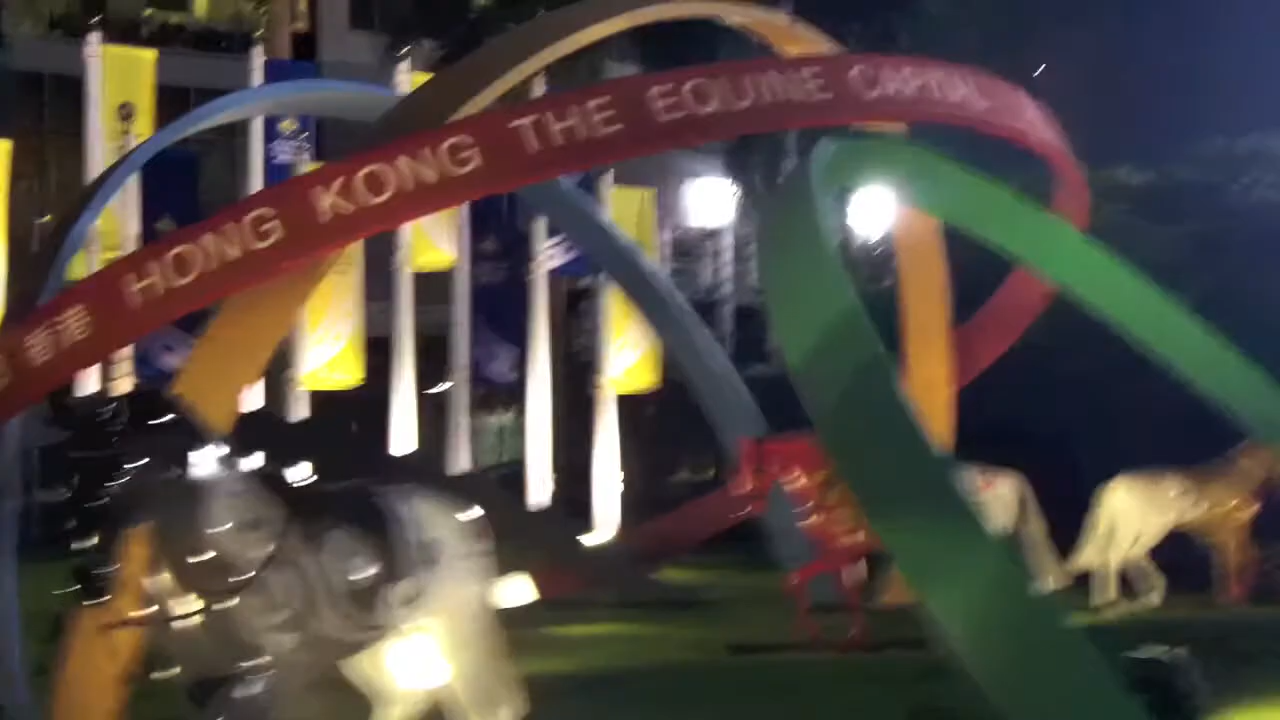 香港 HONG KONG THE EQUINE CAPITAL